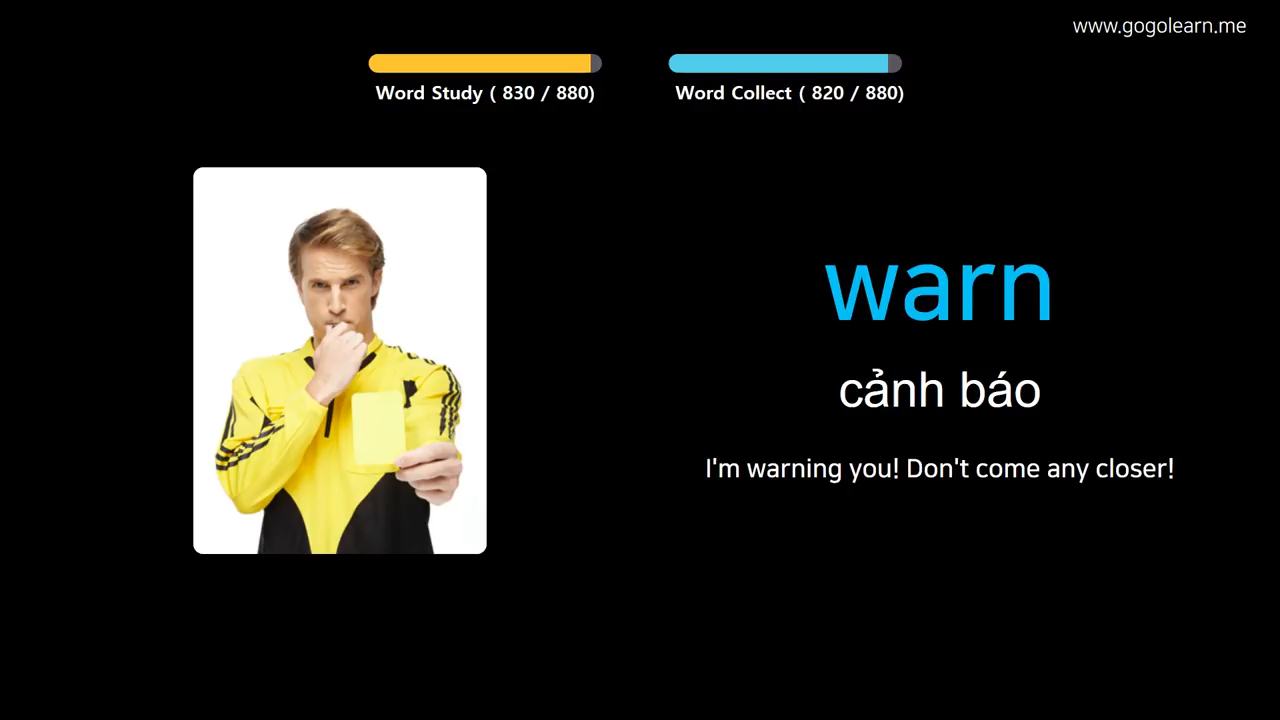 www.gogolearn.me
Word Study ( 830 / 880)
Word Collect ( 820 / 880)
warn
cảnh báo
I'm warning you! Don't come any closer!